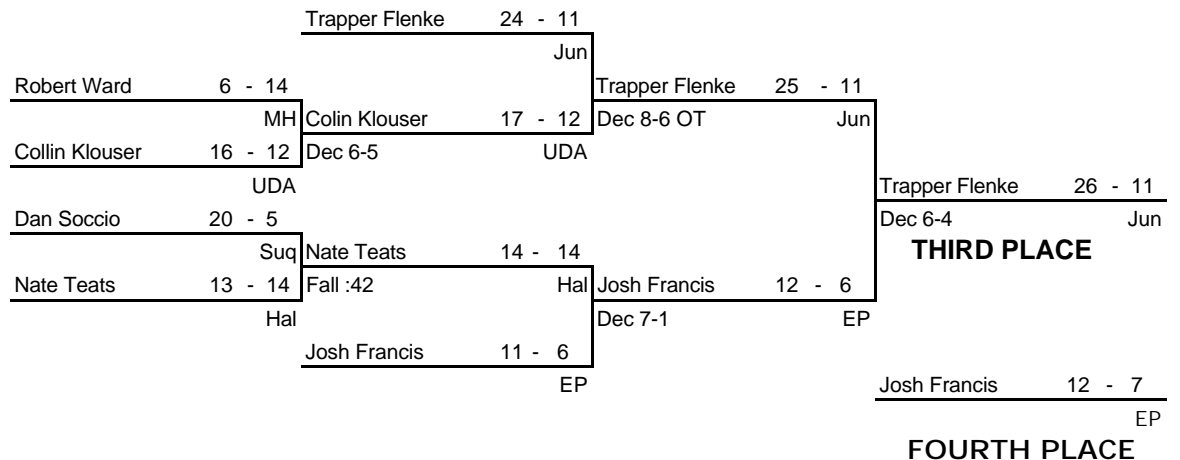 Trapper Flenke 24 - 11
Jun
Robert Ward 6 - 14 Trapper Flenke 25 - 11
MH Colin Klouser 17 - 12 Dec 8-6 OT Jun
Collin Klouser 16 - 12 Dec 6-5 UDA
UDA Trapper Flenke 26 - 11
Dan Soccio 20 - 5 Dec 6-4 Jun
Suq Nate Teats 14 - 14 THIRD PLACE
Nate Teats 13 - 14 Fall :42 Hal Josh Francis 12 - 6
Hal Dec 7-1 EP
Josh Francis 11 - 6
EP Josh Francis 12 - 7
EP
FOURTH PLACE